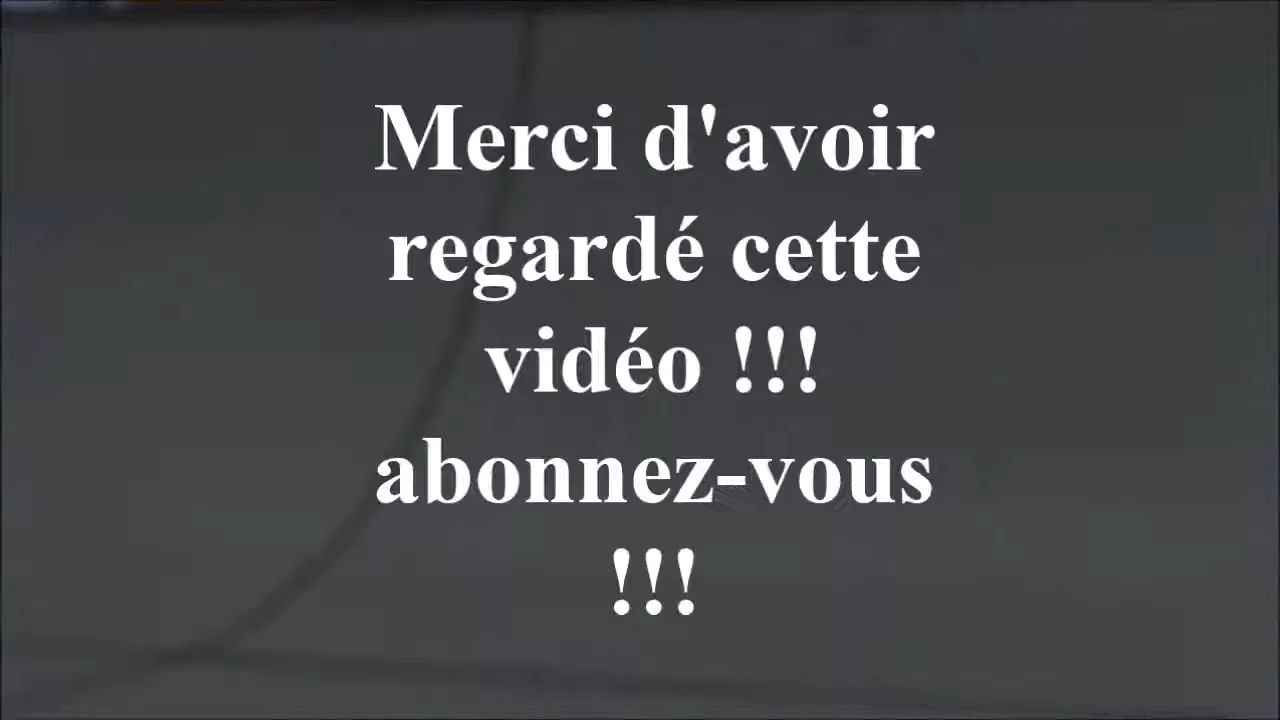 Merci d'avoir
regardé cette
vidéo !!!
abonnez-vous
!!!